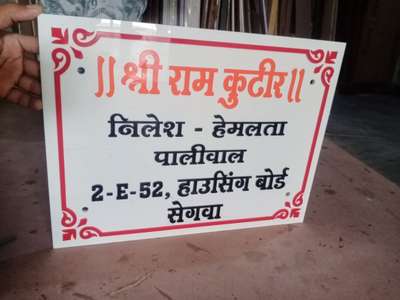 || श्री राम कुटीर ||
निलेश - हेमलता
पालीवाल
2-E-52, हाउसिंग बोर्ड
सेगवा